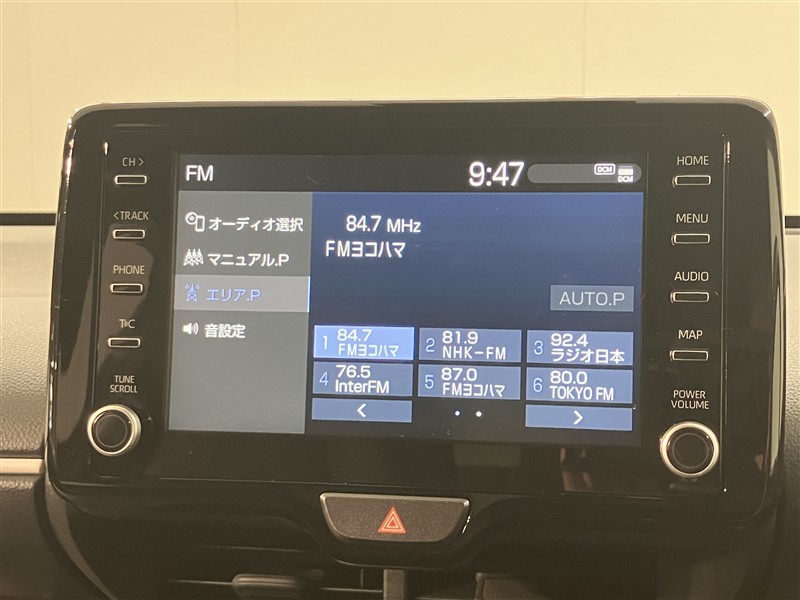 CH >
< TRACK
PHONE
T C
TUNE
SCROLL
FM
9:47
DCM
DCM
オーディオ選択
マニュアル.P
エリア.P
音設定
84.7 MHz
FMヨコハマ
AUTO.P
1 84.7 FMヨコハマ
2 81.9 NHK-FM
3 92.4 ラジオ日本
4 76.5 InterFM
5 87.0 FMヨコハマ
6 80.0 TOKYO FM
<
>
HOME
MENU
AUDIO
MAP
POWER
VOLUME